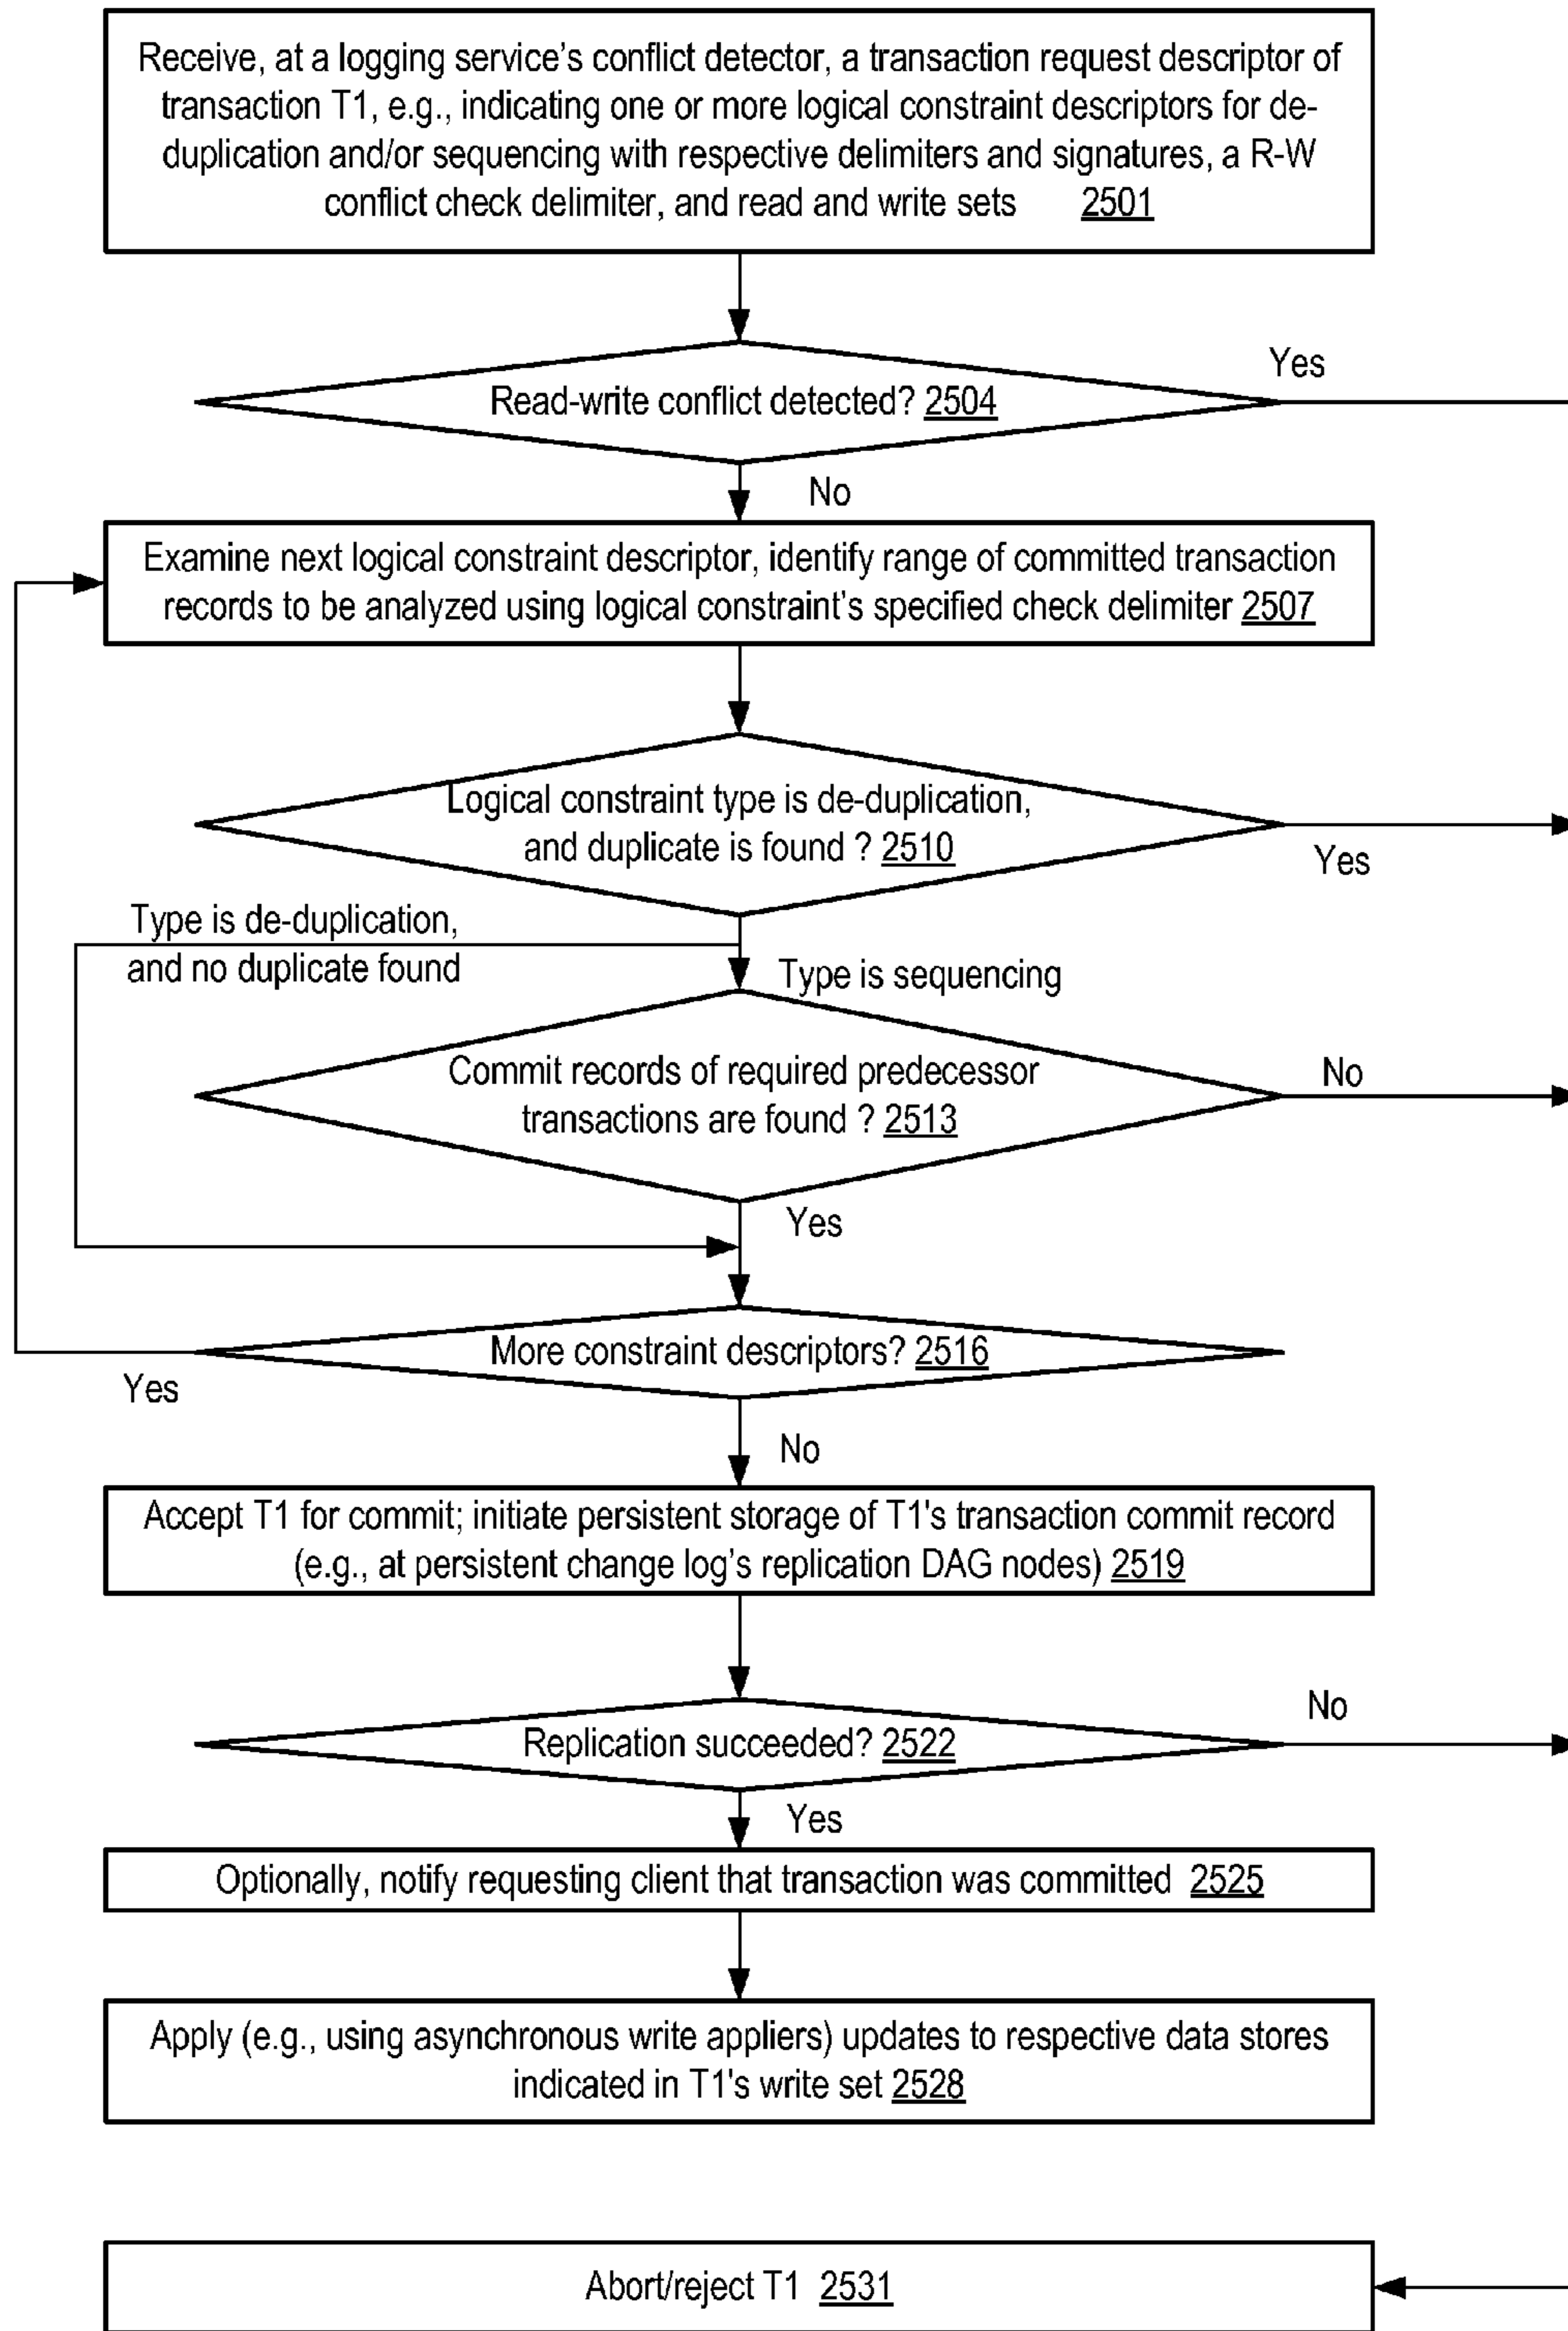 Receive, at a logging service's conflict detector, a transaction request descriptor of
transaction T1, e.g., indicating one or more logical constraint descriptors for de-
duplication and/or sequencing with respective delimiters and signatures, a R-W
conflict check delimiter, and read and write sets 2501
Yes
Read-write conflict detected? 2504
No
Examine next logical constraint descriptor, identify range of committed transaction
records to be analyzed using logical constraint's specified check delimiter 2507
Logical constraint type is de-duplication,
and duplicate is found ? 2510
Yes
Type is de-duplication,
and no duplicate found
Type is sequencing
Commit records of required predecessor
transactions are found ? 2513
No
Yes
More constraint descriptors? 2516
Yes
No
Accept T1 for commit; initiate persistent storage of T1's transaction commit record
(e.g., at persistent change log's replication DAG nodes) 2519
No
Replication succeeded? 2522
Yes
Optionally, notify requesting client that transaction was committed 2525
Apply (e.g., using asynchronous write appliers) updates to respective data stores
indicated in T1's write set 2528
Abort/reject T1 2531